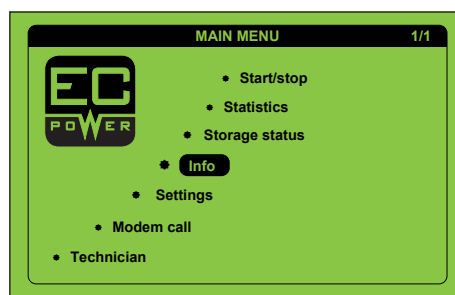 MAIN MENU 1/1
EC
POWER
Start/stop
Statistics
Storage status
Info
Settings
Modem call
Technician